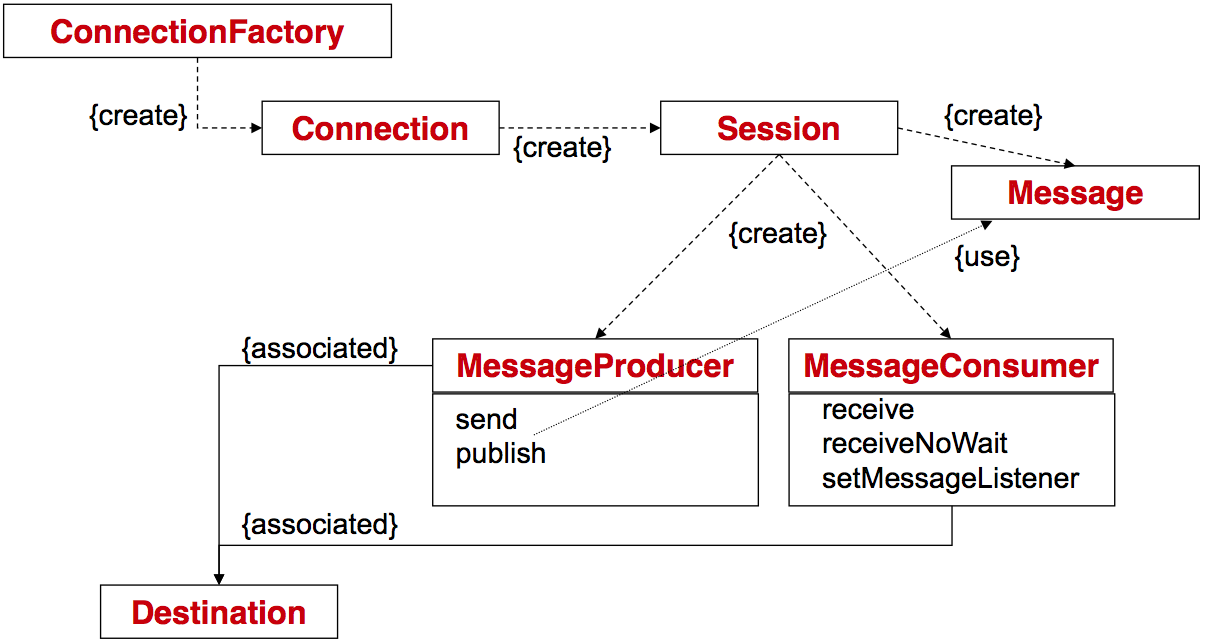 ConnectionFactory
{create}
Connection
{create}
Session
{create}
Message
{create}
{use}
{associated}
MessageProducer
send
publish
MessageConsumer
receive
receiveNoWait
setMessageListener
{associated}
Destination